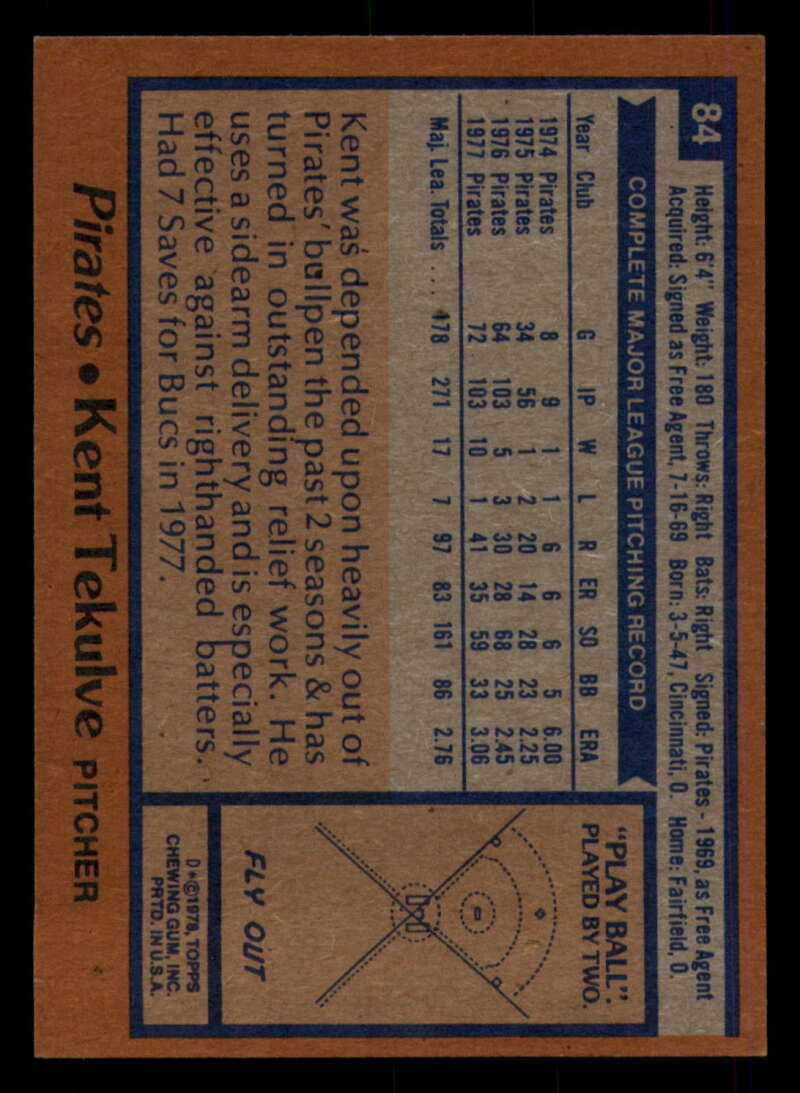 84
Height: 6'4" Weight: 180 Throws: Right Bats: Right Signed: Pirates - 1969, as Free Agent
Acquired: Signed as Free Agent, 7-16-69 Born: 3-5-47, Cincinnati, O. Home: Fairfield, O.
COMPLETE MAJOR LEAGUE PITCHING RECORD
Year Club G IP W L R ER SO BB ERA
1974 Pirates 8 9 1 1 6 6 6 5 6.00
1975 Pirates 34 56 1 2 20 14 28 23 2.25
1976 Pirates 64 103 5 3 30 28 68 25 2.45
1977 Pirates 72 103 10 1 41 35 59 33 3.06
Maj. Lea. Totals .... 178 271 17 7 97 83 161 86 2.76
Kent was depended upon heavily out of
Pirates' bullpen the past 2 seasons & has
turned in outstanding relief work. He
uses a sidearm delivery and is especially
effective against righthanded batters.
Had 7 Saves for Bucs in 1977.
"PLAY BALL":
PLAYED BY TWO.
FLY OUT
D*©1978, TOPPS
CHEWING GUM, INC.
PRTD. IN U.S.A.
Pirates • Kent Tekulve PITCHER